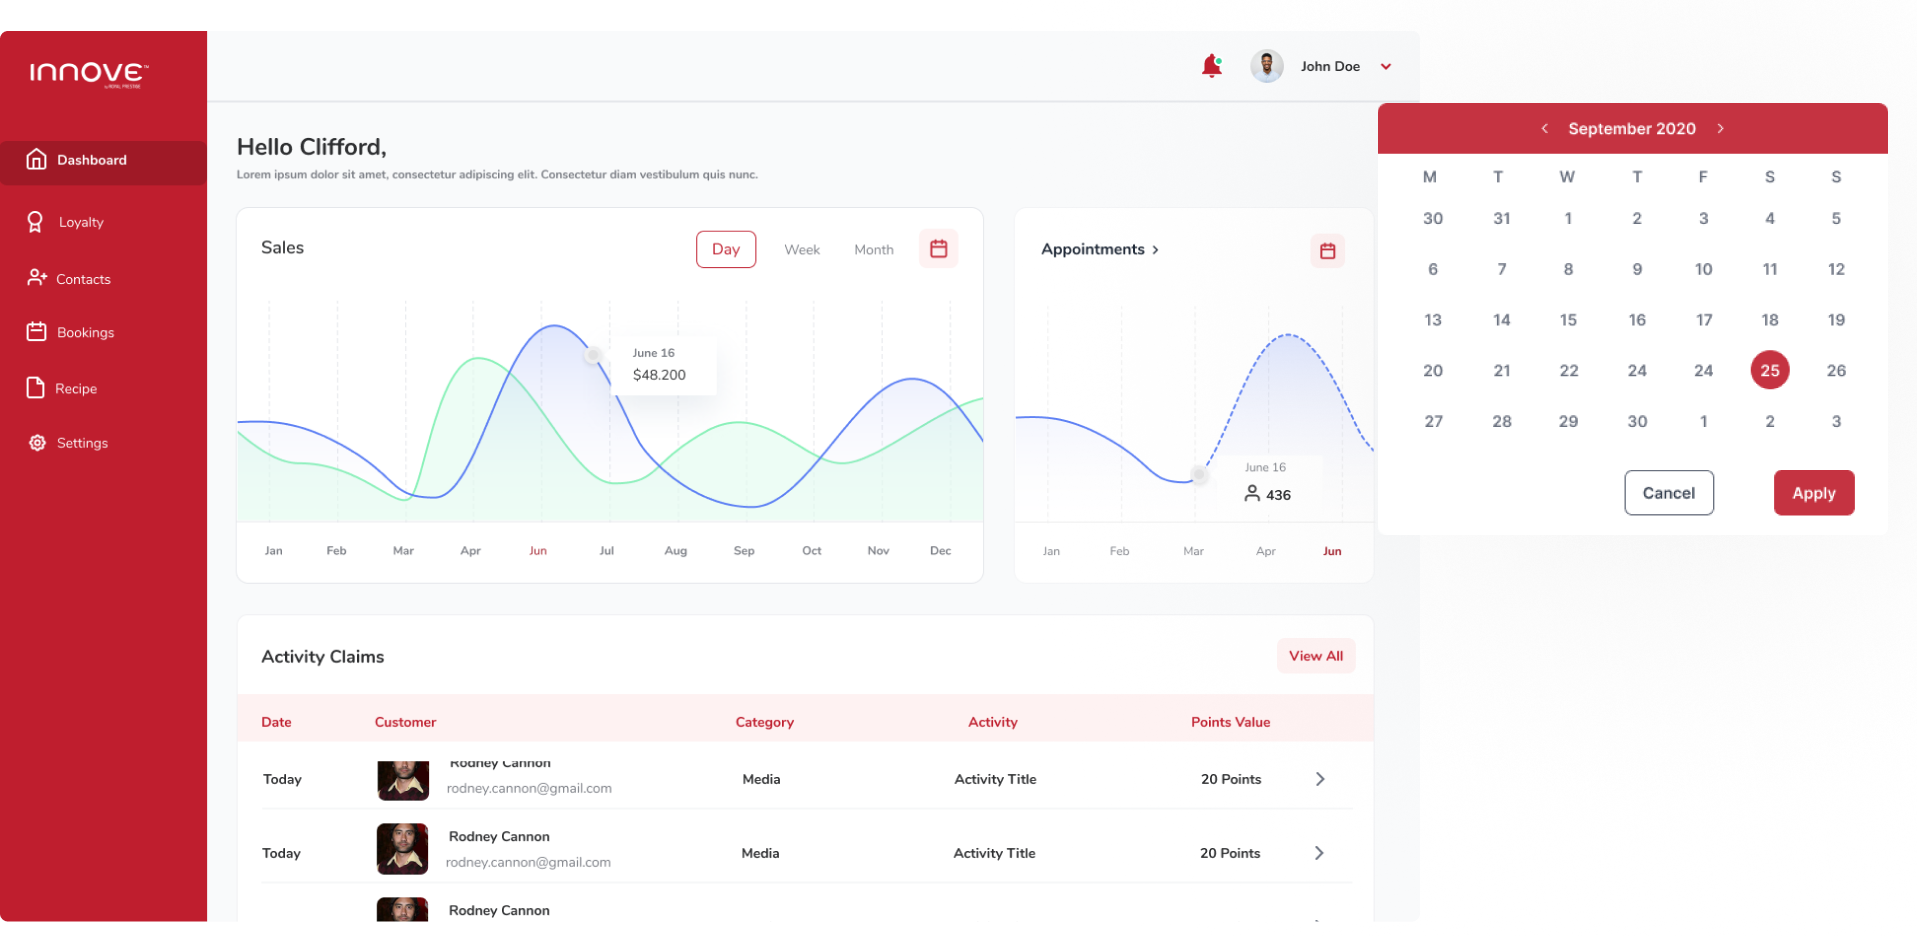 INNOVE™
by ROYAL PRESTIGE
Dashboard
Loyalty
Contacts
Bookings
Recipe
Settings
John Doe
Hello Clifford,
Lorem ipsum dolor sit amet, consectetur adipiscing elit. Consectetur diam vestibulum quis nunc.
Sales
Day Week Month
June 16
$48.200
Jan Feb Mar Apr Jun Jul Aug Sep Oct Nov Dec
Appointments >
June 16
436
Jan Feb Mar Apr Jun
< September 2020 >
M T W T F S S
30 31 1 2 3 4 5
6 7 8 9 10 11 12
13 14 15 16 17 18 19
20 21 22 24 24 25 26
27 28 29 30 1 2 3
Cancel Apply
Activity Claims
View All
Date Customer Category Activity Points Value
Today Rodney Cannon Media Activity Title 20 Points
rodney.cannon@gmail.com
Today Rodney Cannon Media Activity Title 20 Points
rodney.cannon@gmail.com
Rodney Cannon